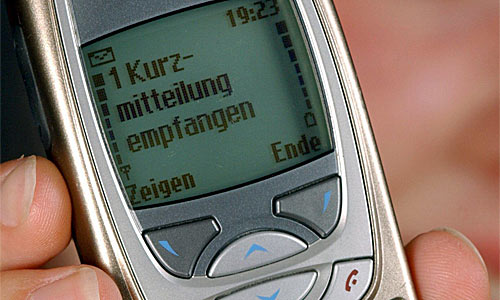 19:23
1 Kurz-
mitteilung
empfangen
Zeigen Ende